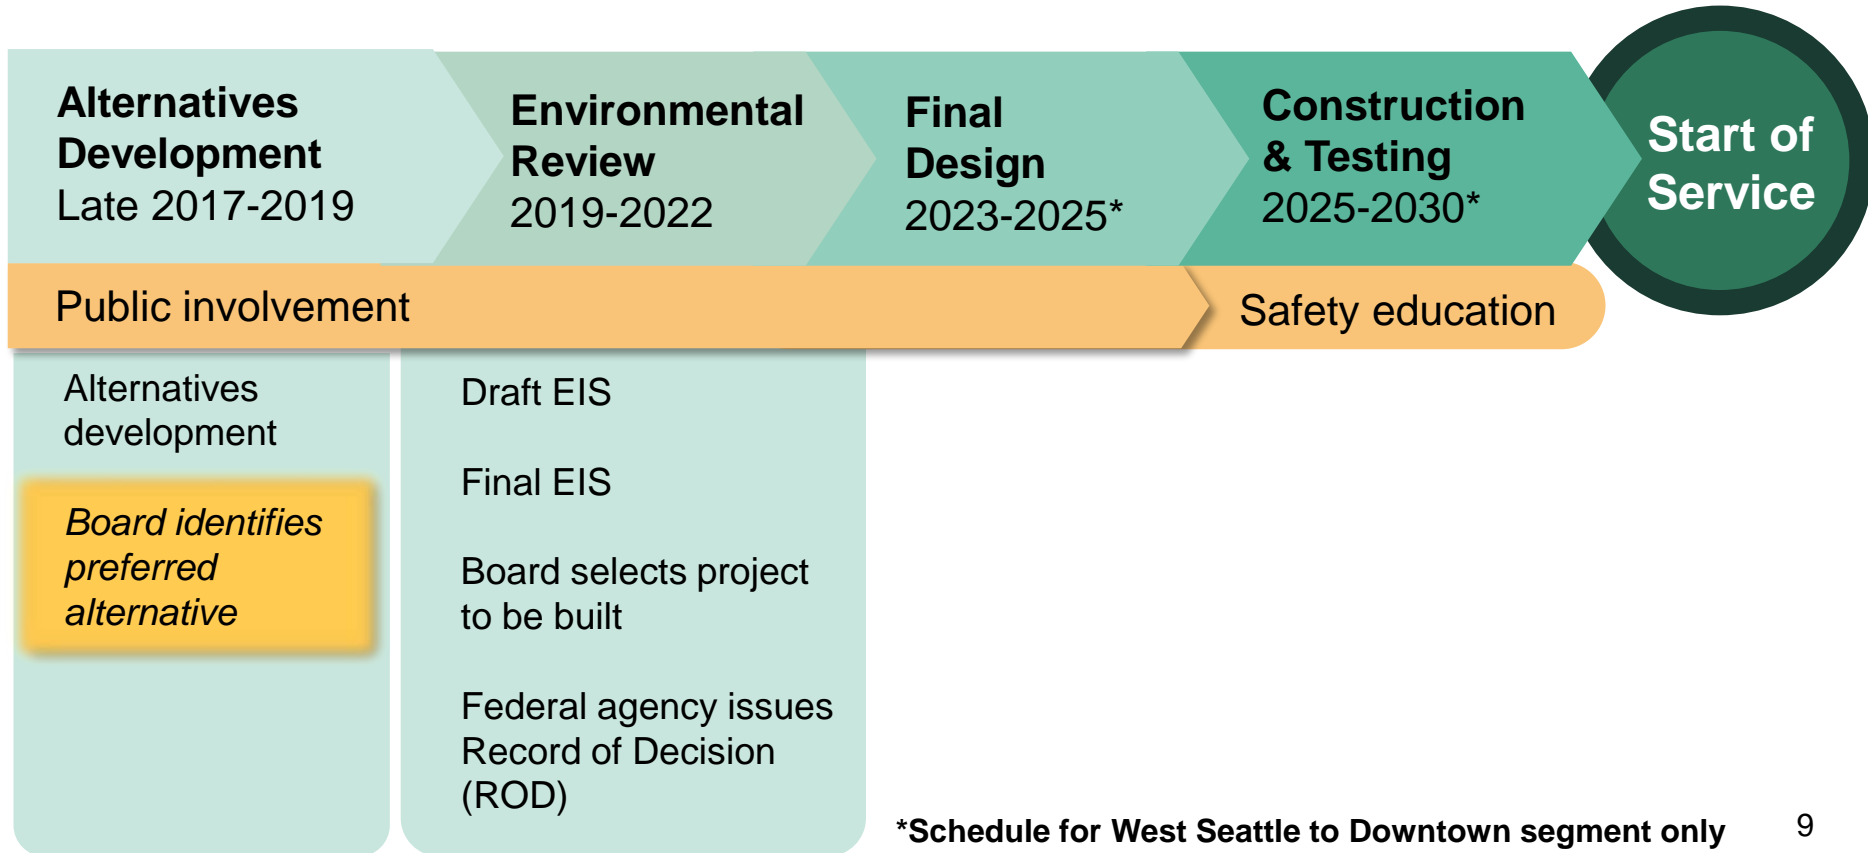 Alternatives
Development
Late 2017-2019
Environmental
Review
2019-2022
Final
Design
2023-2025*
Construction
& Testing
2025-2030*
Start of
Service
Public involvement
Safety education
Alternatives
development
Board identifies
preferred
alternative
Draft EIS
Final EIS
Board selects project
to be built
Federal agency issues
Record of Decision
(ROD)
*Schedule for West Seattle to Downtown segment only
9